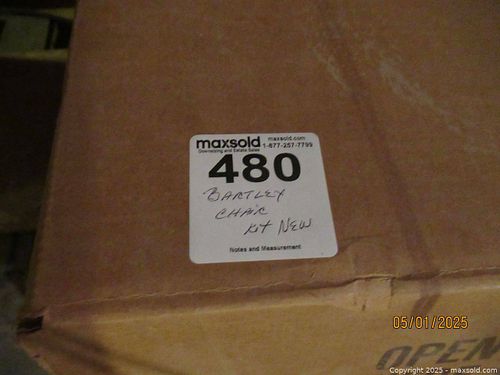 maxsold maxsold.com
Downsizing and Estate Sales 1-877-257-7799
480
BARTLEY
CHAIR
KIT NEW
Notes and Measurement
05/01/2025
OPEN
Copyright 2025 - maxsold.com